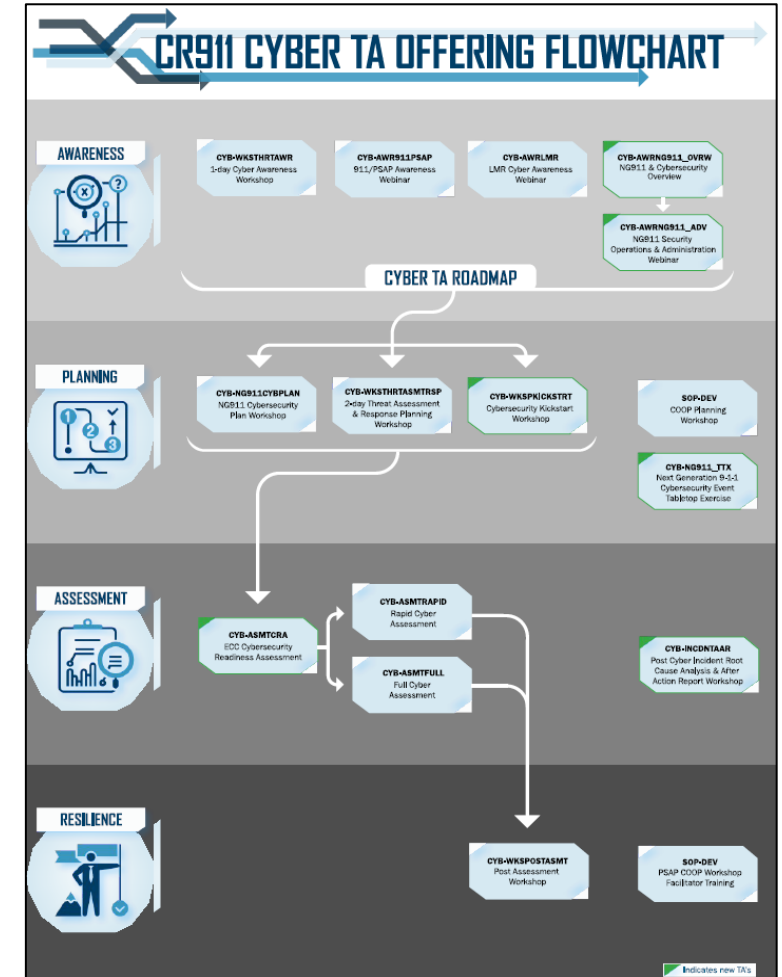 CR911 CYBER TA OFFERING FLOWCHART
AWARENESS
CYB-WKSTHRTAWR
1-day Cyber Awareness
Workshop
CYB-AWR911PSAP
911/PSAP Awareness
Webinar
CYB-AWRLMR
LMR Cyber Awareness
Webinar
CYB-AWRNG911_OVRW
NG911 & Cybersecurity
Overview
CYB-AWRNG911_ADV
NG911 Security
Operations & Administration
Webinar
CYBER TA ROADMAP
PLANNING
1
2
3
CYB-NG911CYBPLAN
NG911 Cybersecurity
Plan Workshop
CYB-WKSTHRTASMTRSP
2-day Threat Assessment
& Response Planning
Workshop
CYB-WKSPKICKSTRT
Cybersecurity Kickstart
Workshop
SOP-DEV
COOP Planning
Workshop
CYB-NG911_TTX
Next Generation 9-1-1
Cybersecurity Event
Tabletop Exercise
ASSESSMENT
CYB-ASMTCRA
ECC Cybersecurity
Readiness Assessment
CYB-ASMTRAPID
Rapid Cyber
Assessment
CYB-ASMTFULL
Full Cyber
Assessment
CYB-INCDNTAAR
Post Cyber Incident Root
Cause Analysis & After
Action Report Workshop
RESILIENCE
CYB-WKSPOSTASMT
Post Assessment
Workshop
SOP-DEV
PSAP COOP Workshop
Facilitator Training
Indicates new TA's